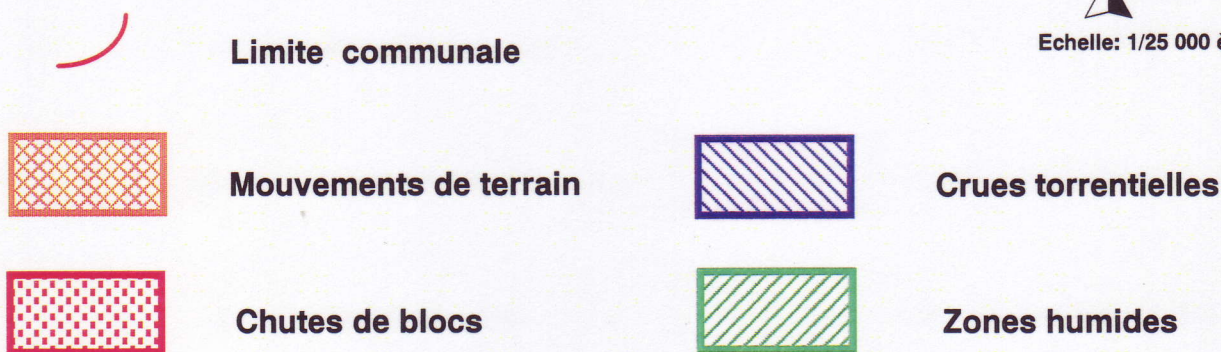 Echelle: 1/25 000
Limite communale
Mouvements de terrain
Crues torrentielles
Chutes de blocs
Zones humides